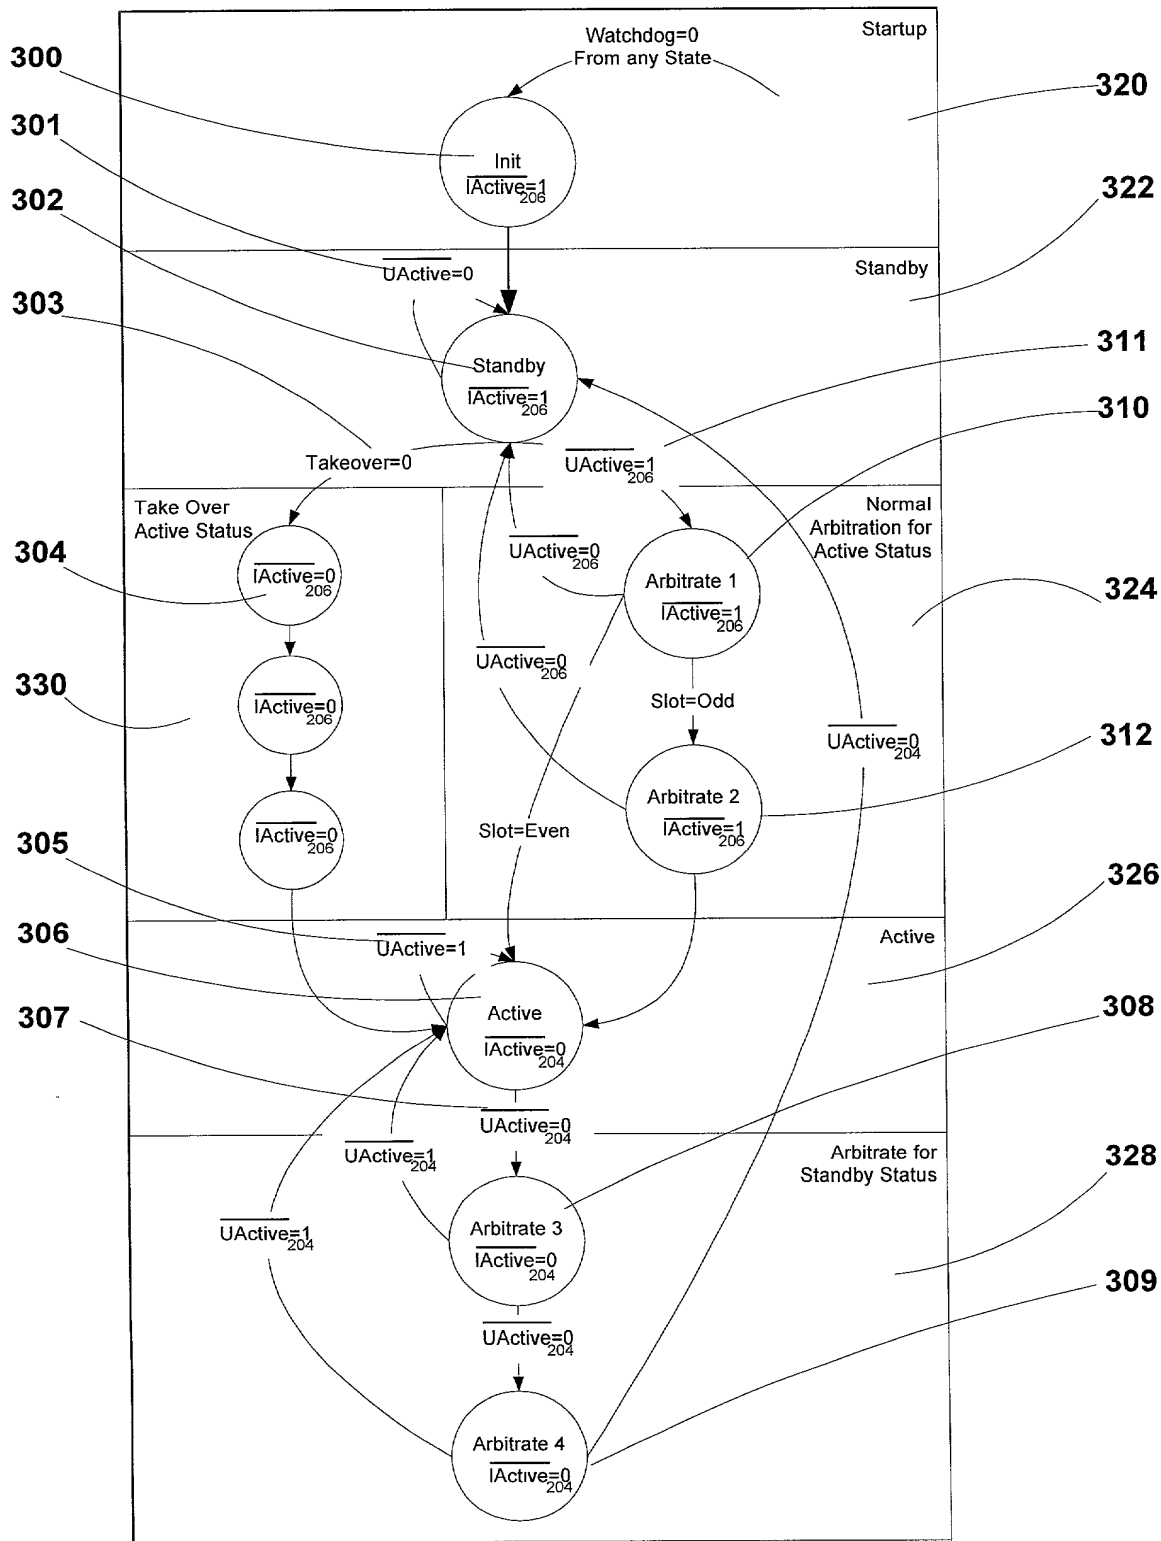 Startup
Watchdog=0
From any State
300
320
301
Init
IActive=1
206
302
322
UActive=0
Standby
303
311
Standby
IActive=1
206
310
Takeover=0
UActive=1
206
Take Over
Active Status
Normal
Arbitration for
Active Status
304
IActive=0
206
UActive=0
206
Arbitrate 1
IActive=1
206
324
UActive=0
206
330
IActive=0
206
Slot=Odd
UActive=0
204
312
Arbitrate 2
IActive=1
206
IActive=0
206
Slot=Even
305
326
306
UActive=1
Active
Active
IActive=0
204
307
308
UActive=0
204
UActive=1
204
Arbitrate for
Standby Status
328
UActive=1
204
Arbitrate 3
IActive=0
204
309
UActive=0
204
Arbitrate 4
IActive=0
204